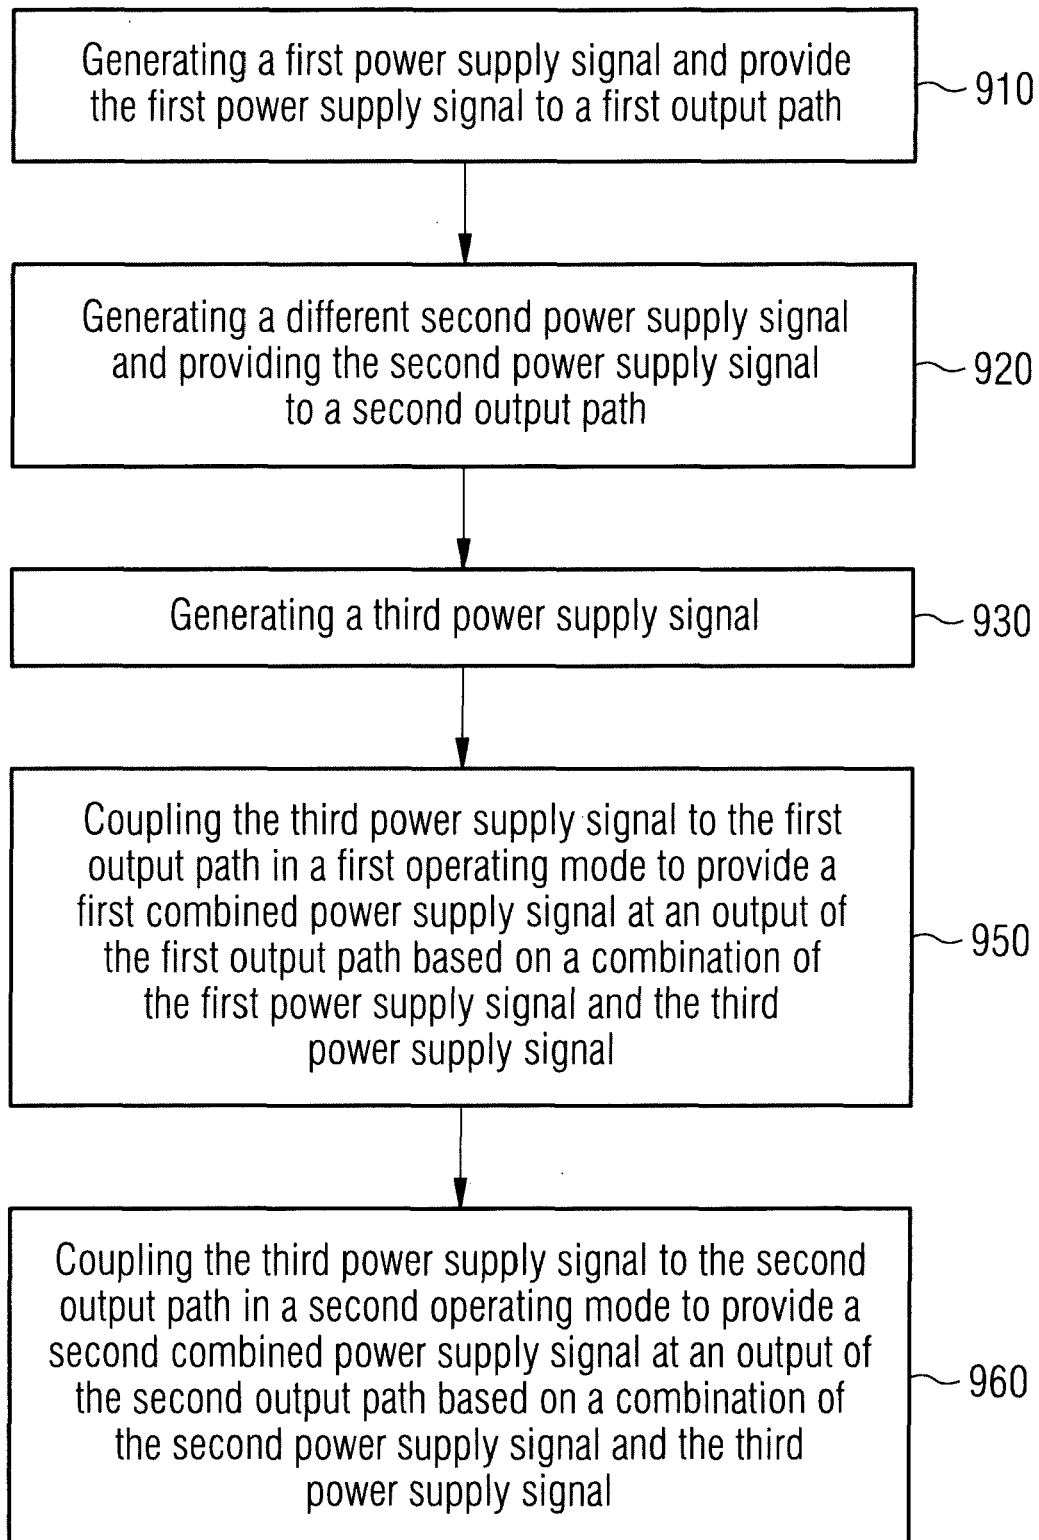 Generating a first power supply signal and provide
the first power supply signal to a first output path
910
Generating a different second power supply signal
and providing the second power supply signal
to a second output path
920
Generating a third power supply signal
930
Coupling the third power supply signal to the first
output path in a first operating mode to provide a
first combined power supply signal at an output of
the first output path based on a combination of
the first power supply signal and the third
power supply signal
950
Coupling the third power supply signal to the second
output path in a second operating mode to provide a
second combined power supply signal at an output of
the second output path based on a combination of
the second power supply signal and the third
power supply signal
960